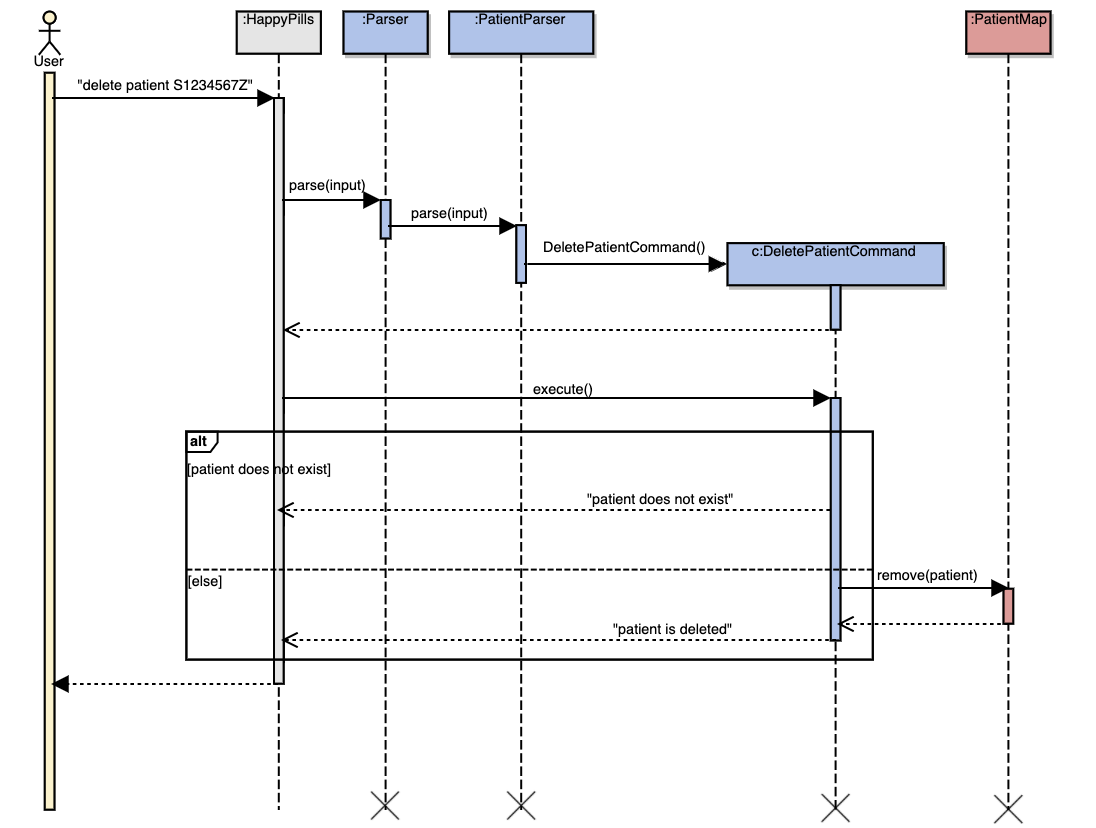 :HappyPills
:Parser
:PatientParser
:PatientMap
User
"delete patient S1234567Z"
parse(input)
parse(input)
DeletePatientCommand()
c:DeletePatientCommand
execute()
alt
[patient does not exist]
"patient does not exist"
[else]
remove(patient)
"patient is deleted"